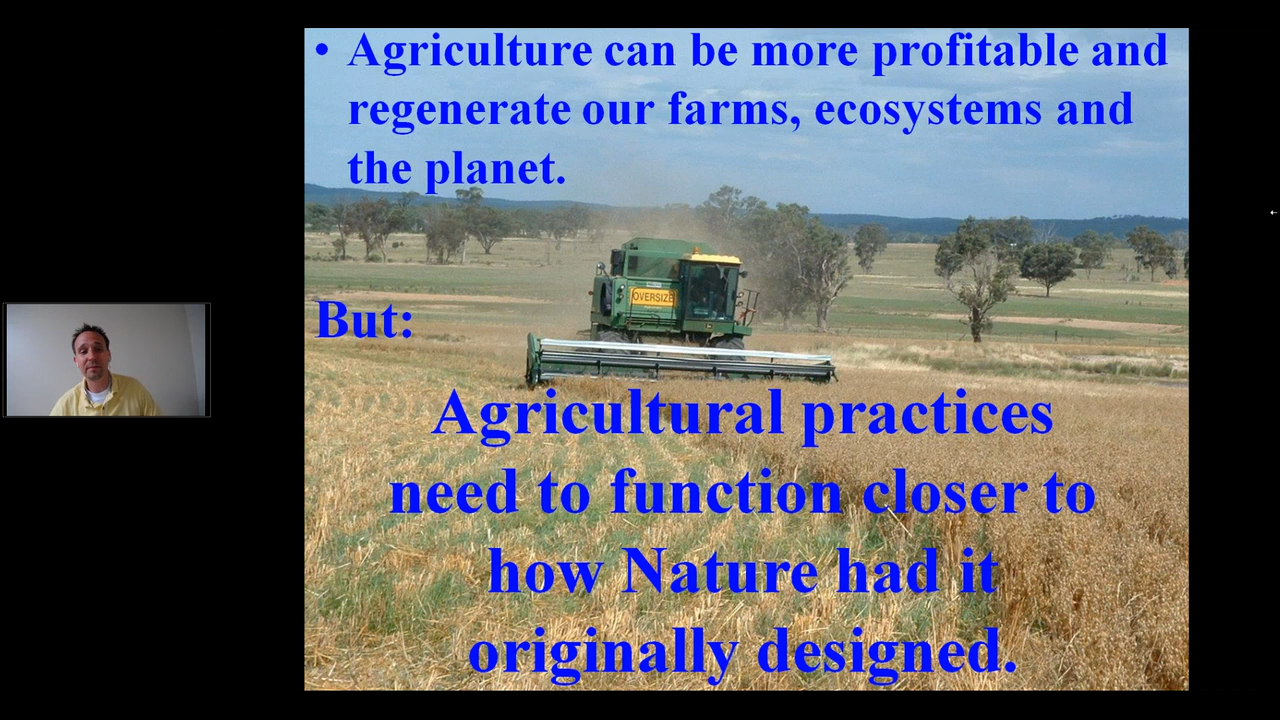 • Agriculture can be more profitable and
regenerate our farms, ecosystems and
the planet.
OVERSIZE
But:
Agricultural practices
need to function closer to
how Nature had it
originally designed.